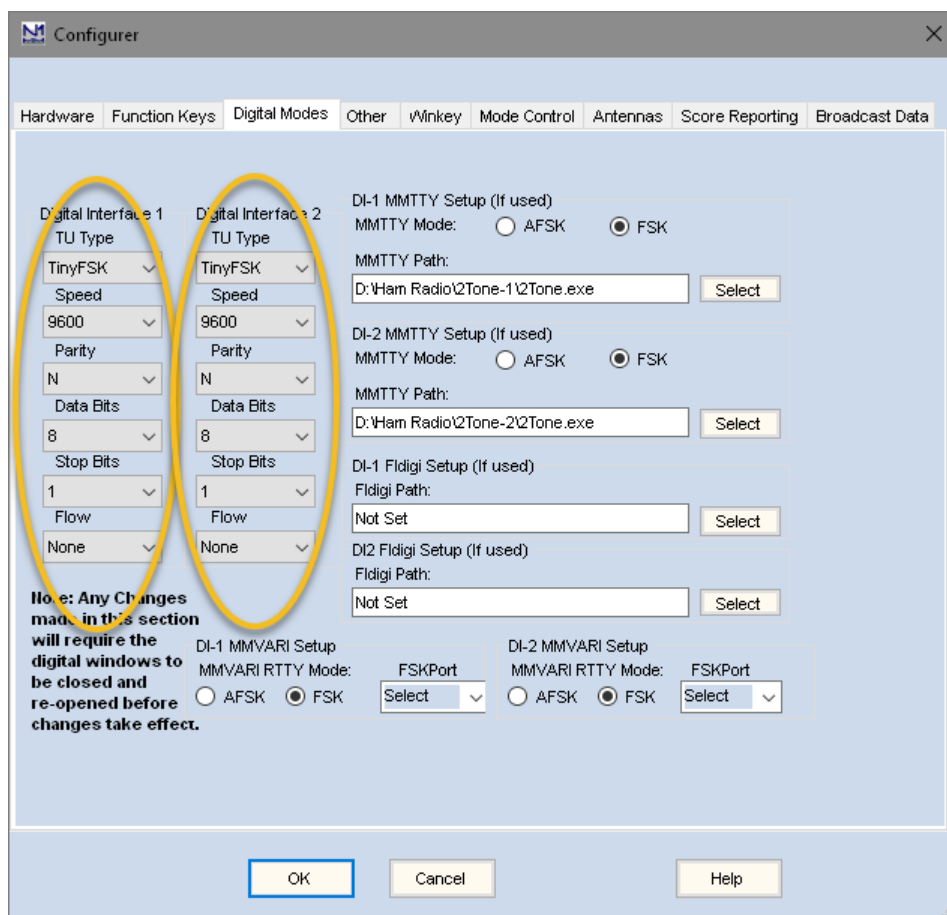 N1
Configurer
Hardware Function Keys Digital Modes Other Winkey Mode Control Antennas Score Reporting Broadcast Data
Digital Interface 1
TU Type
TinyFSK
Speed
9600
Parity
N
Data Bits
8
Stop Bits
1
Flow
None
Digital Interface 2
TU Type
TinyFSK
Speed
9600
Parity
N
Data Bits
8
Stop Bits
1
Flow
None
Note: Any Changes
made in this section
will require the
digital windows to
be closed and
re-opened before
changes take effect.
DI-1 MMTTY Setup (If used)
MMTTY Mode: AFSK FSK
MMTTY Path:
D:\Ham Radio\2Tone-1\2Tone.exe Select
DI-2 MMTTY Setup (If used)
MMTTY Mode: AFSK FSK
MMTTY Path:
D:\Ham Radio\2Tone-2\2Tone.exe Select
DI-1 Fldigi Setup (If used)
Fldigi Path:
Not Set Select
DI2 Fldigi Setup (If used)
Fldigi Path:
Not Set Select
DI-1 MMVARI Setup
MMVARI RTTY Mode: FSKPort
AFSK FSK Select
DI-2 MMVARI Setup
MMVARI RTTY Mode: FSKPort
AFSK FSK Select
OK Cancel Help